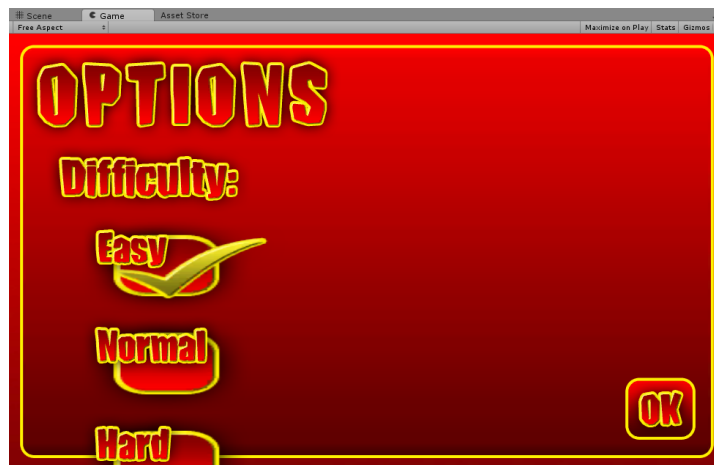 Scene Game Asset Store
Free Aspect Maximize on Play Stats Gizmos
OPTIONS
Difficulty:
Easy
Normal
Hard
OK